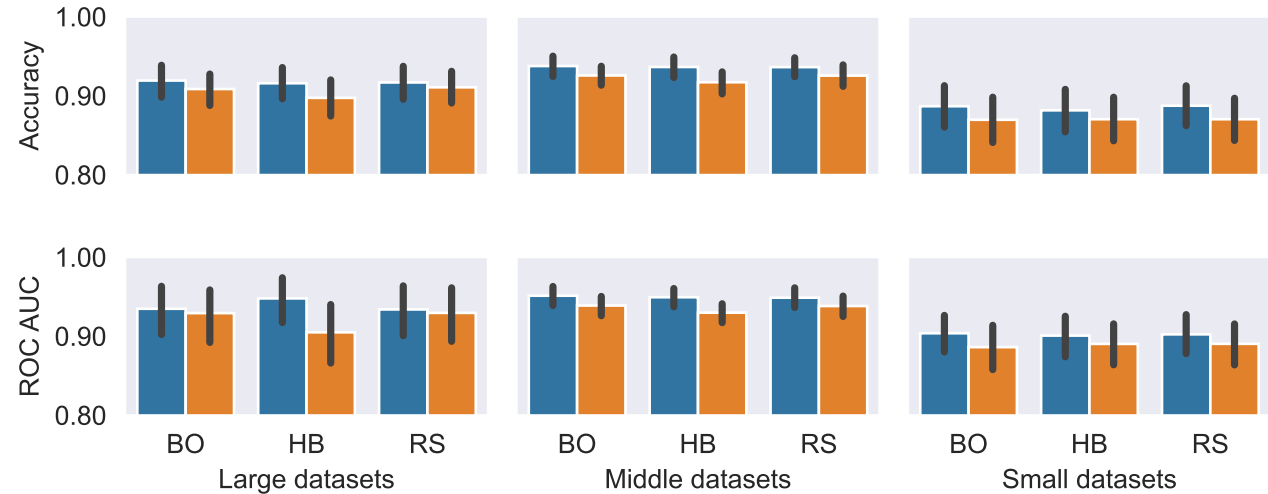 Accuracy
1.00
0.90
0.80
ROC AUC
1.00
0.90
0.80
BO HB RS BO HB RS BO HB RS
Large datasets Middle datasets Small datasets